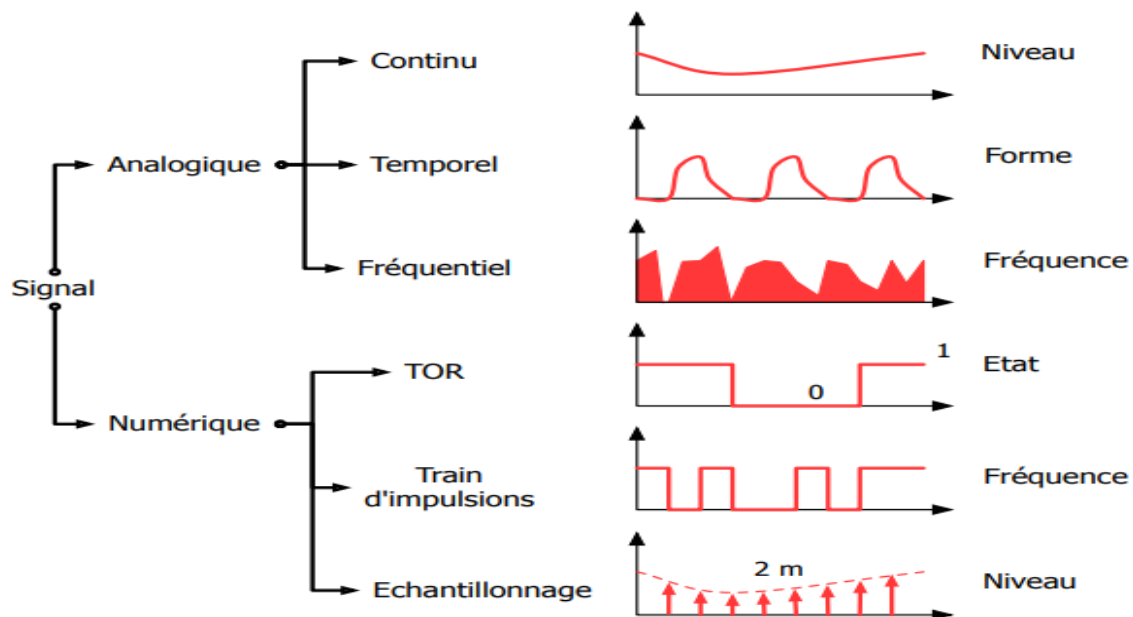 Continu
Niveau
Analogique
Temporel
Forme
Fréquentiel
Fréquence
Signal
TOR
1
0
Etat
Numérique
Train
d'impulsions
Fréquence
Echantillonnage
2 m
Niveau